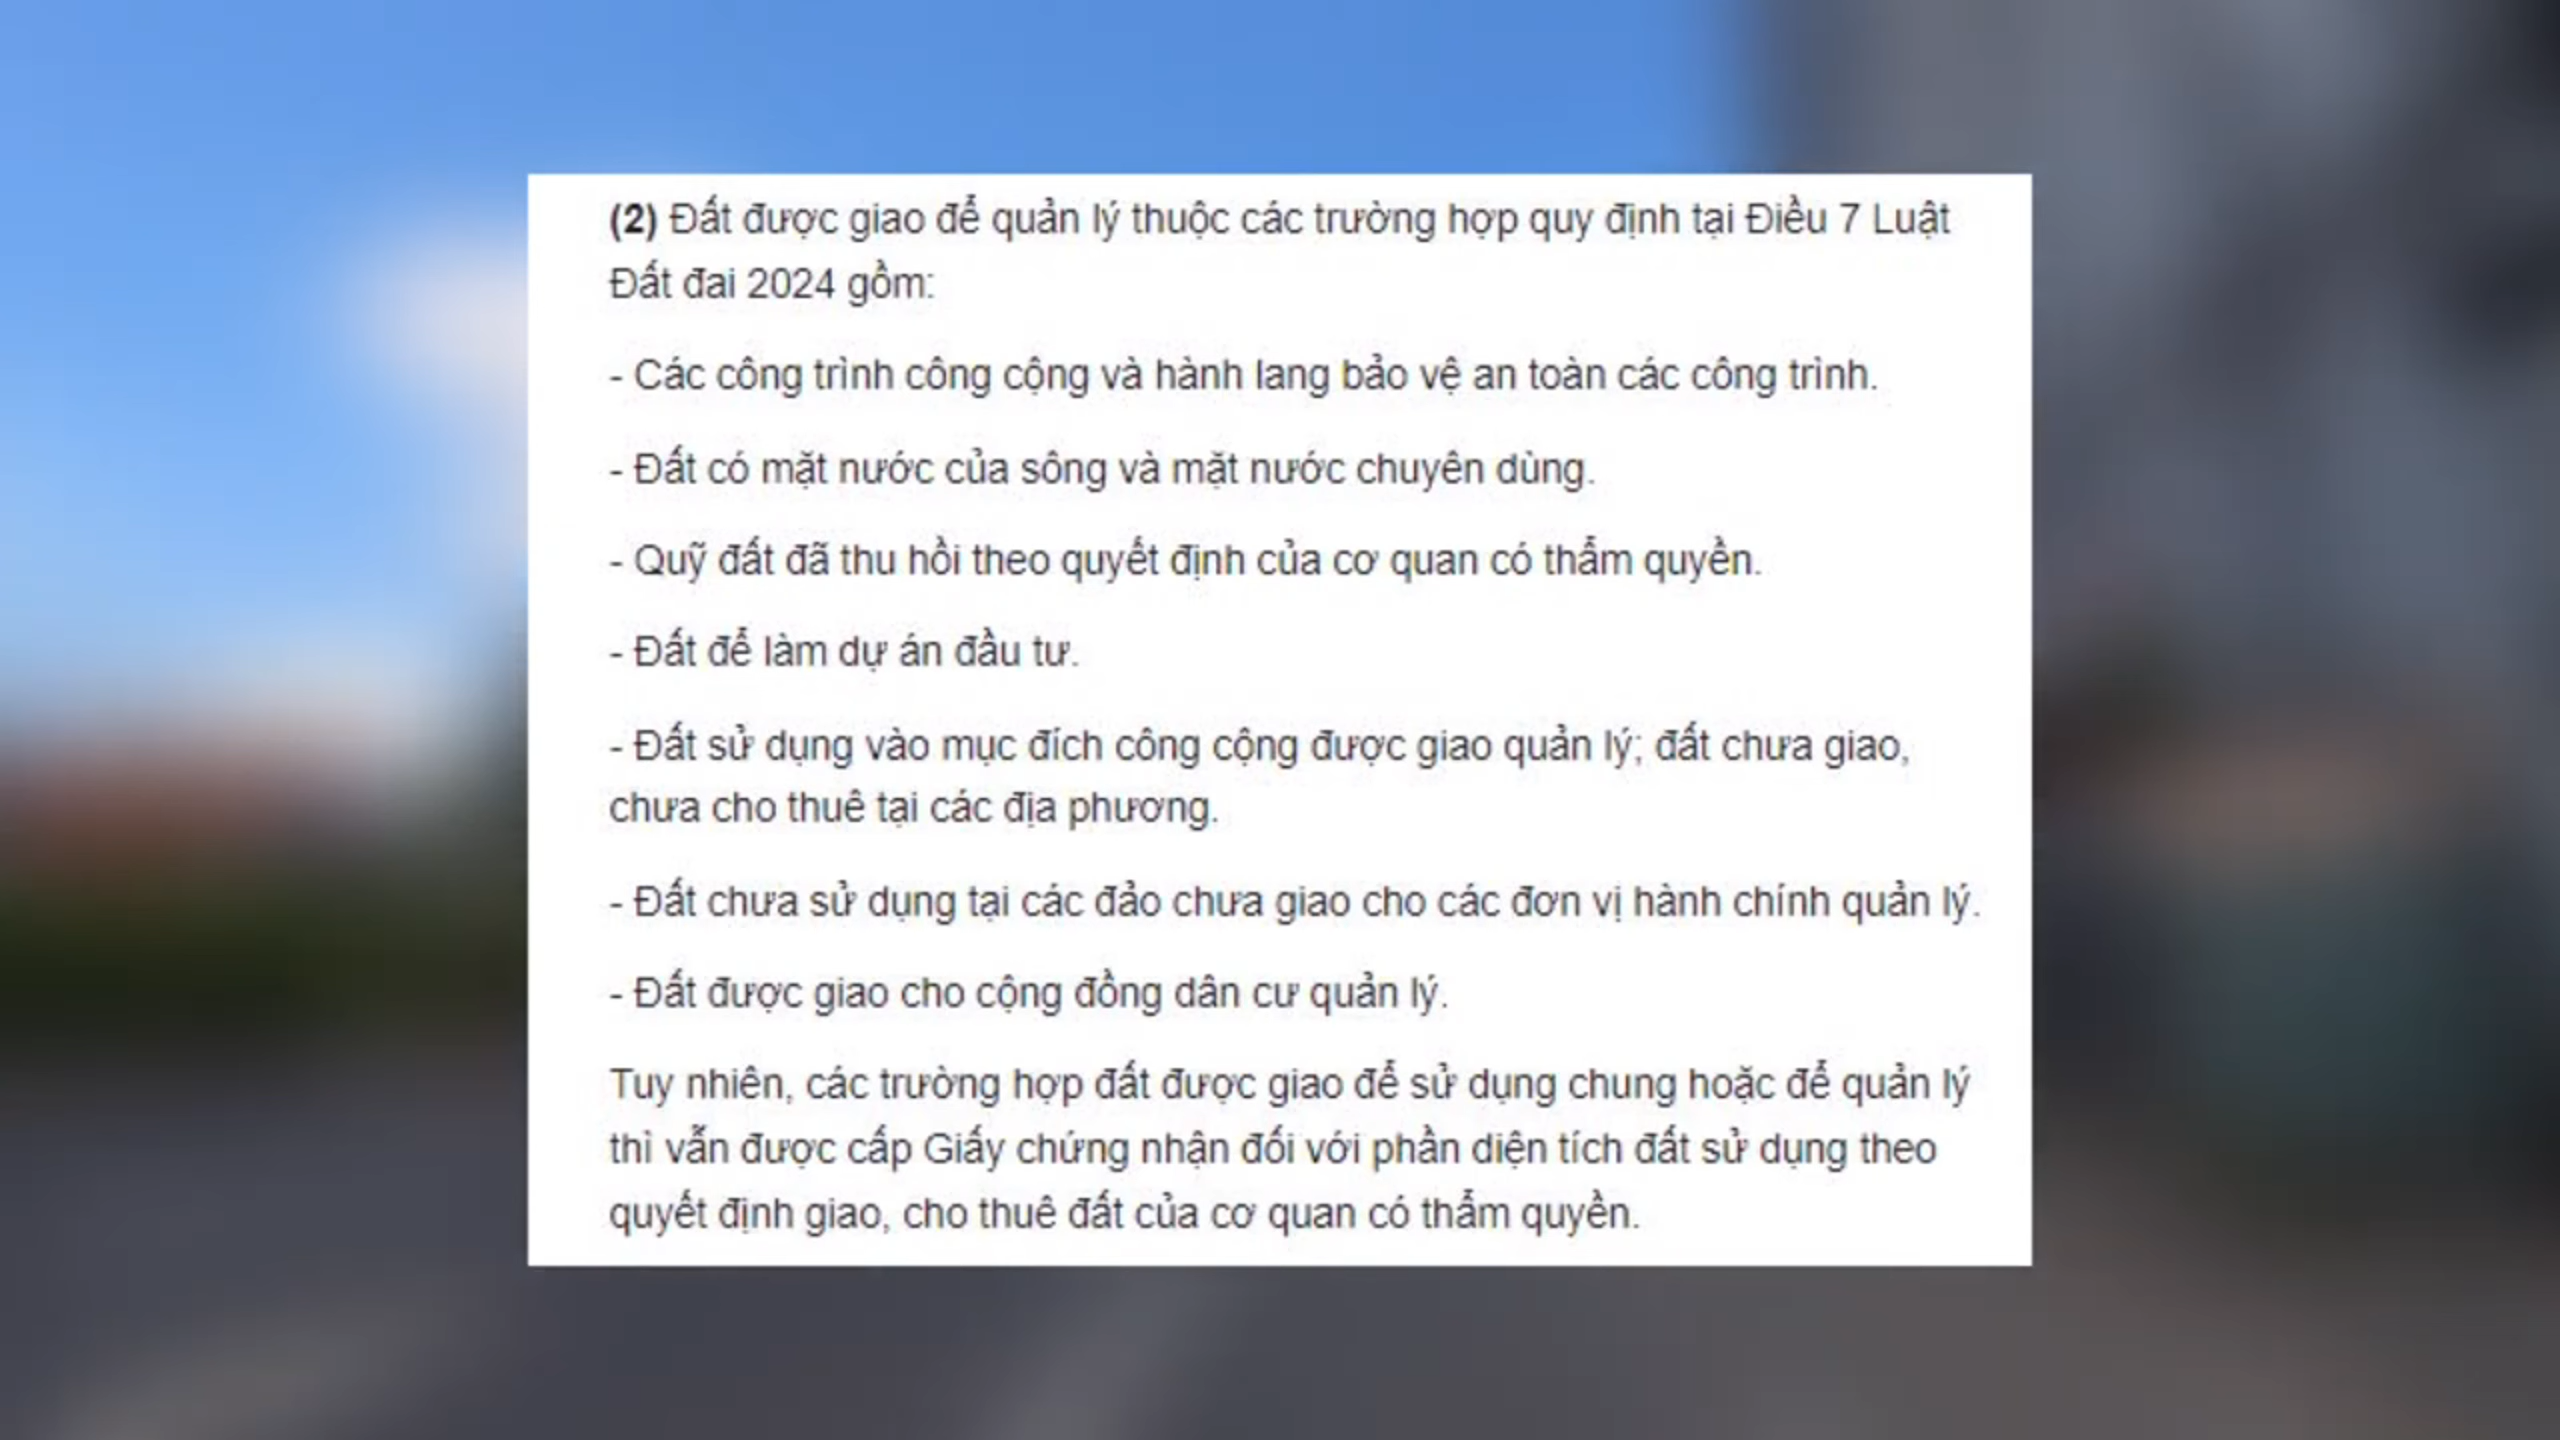 (2) Đất được giao để quản lý thuộc các trường hợp quy định tại Điều 7 Luật
Đất đai 2024 gồm:
- Các công trình công cộng và hành lang bảo vệ an toàn các công trình.
- Đất có mặt nước của sông và mặt nước chuyên dùng.
- Quỹ đất đã thu hồi theo quyết định của cơ quan có thẩm quyền.
- Đất để làm dự án đầu tư.
- Đất sử dụng vào mục đích công cộng được giao quản lý; đất chưa giao,
chưa cho thuê tại các địa phương.
- Đất chưa sử dụng tại các đảo chưa giao cho các đơn vị hành chính quản lý.
- Đất được giao cho cộng đồng dân cư quản lý.
Tuy nhiên, các trường hợp đất được giao để sử dụng chung hoặc để quản lý
thì vẫn được cấp Giấy chứng nhận đối với phần diện tích đất sử dụng theo
quyết định giao, cho thuê đất của cơ quan có thẩm quyền.